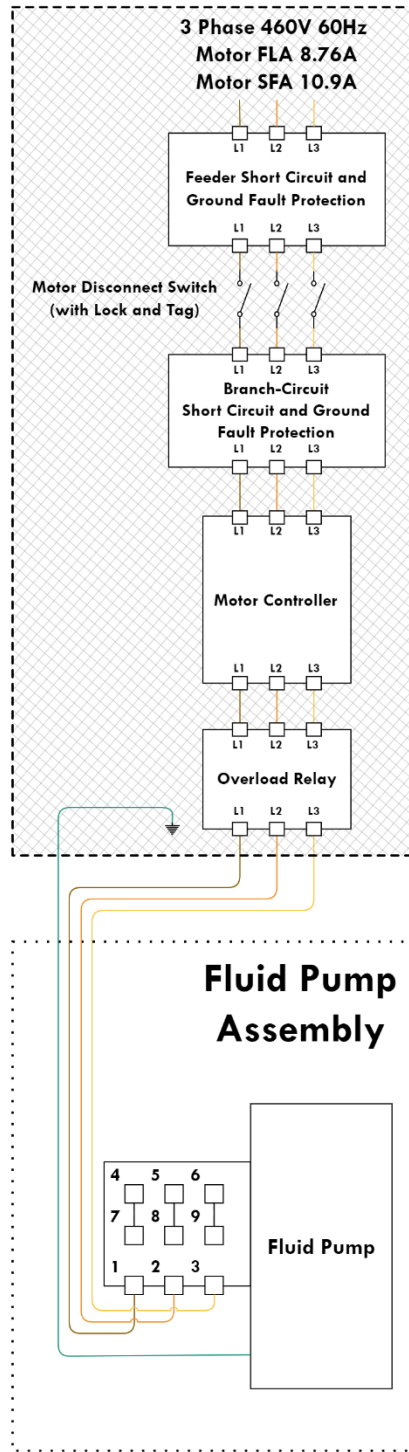 3 Phase 460V 60Hz
Motor FLA 8.76A
Motor SFA 10.9A
L1 L2 L3
Feeder Short Circuit and
Ground Fault Protection
L1 L2 L3
Motor Disconnect Switch
(with Lock and Tag)
L1 L2 L3
Branch-Circuit
Short Circuit and Ground
Fault Protection
L1 L2 L3
L1 L2 L3
Motor Controller
L1 L2 L3
L1 L2 L3
Overload Relay
L1 L2 L3
Fluid Pump
Assembly
4 5 6
7 8 9
Fluid Pump
1 2 3